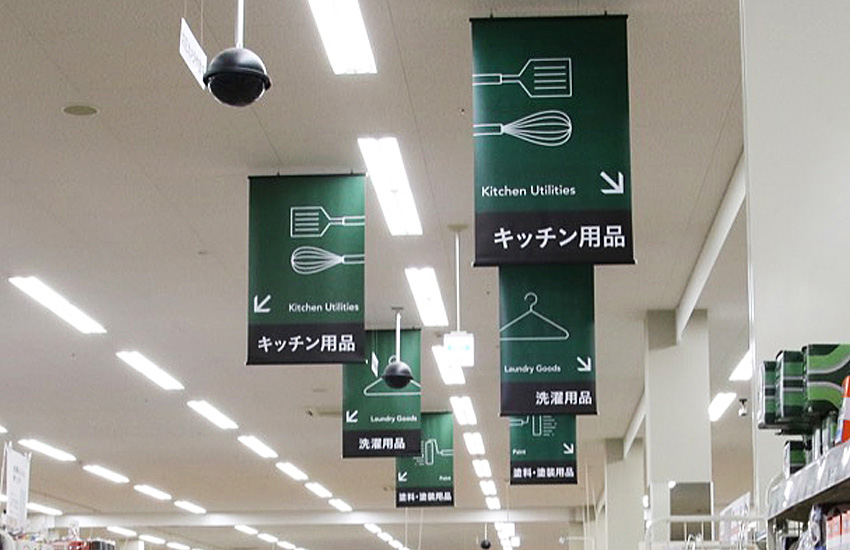 Kitchen Utilities
キッチン用品
Kitchen Utilities
キッチン用品
Laundry Goods
洗濯用品
Laundry Goods
洗濯用品
Paint
塗料・塗装用品
Paint
塗料・塗装用品